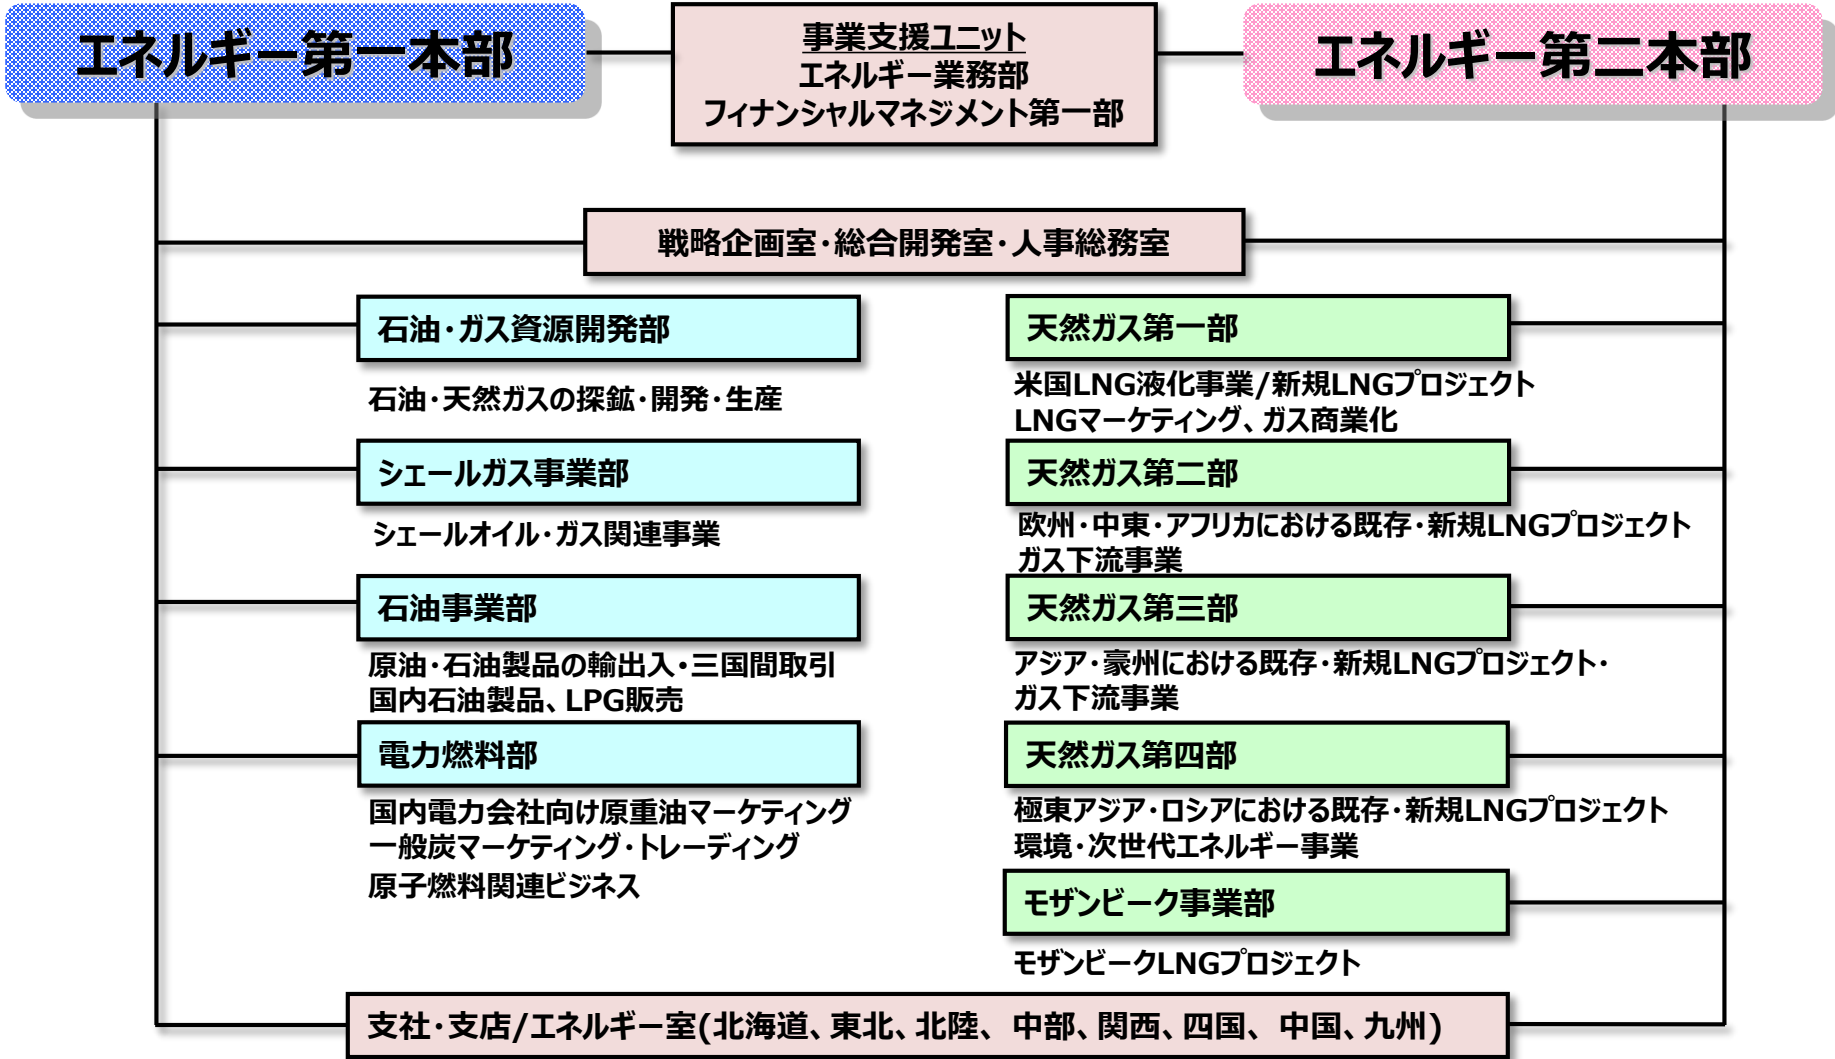 エネルギー第一本部
事業支援ユニット
エネルギー業務部
フィナンシャルマネジメント第一部
エネルギー第二本部
戦略企画室・総合開発室・人事総務室
石油・ガス資源開発部
石油・天然ガスの探鉱・開発・生産
シェールガス事業部
シェールオイル・ガス関連事業
石油事業部
原油・石油製品の輸出入・三国間取引
国内石油製品、LPG販売
電力燃料部
国内電力会社向け原重油マーケティング
一般炭マーケティング・トレーディング
原子燃料関連ビジネス
天然ガス第一部
米国LNG液化事業/新規LNGプロジェクト
LNGマーケティング、ガス商業化
天然ガス第二部
欧州・中東・アフリカにおける既存・新規LNGプロジェクト
ガス下流事業
天然ガス第三部
アジア・豪州における既存・新規LNGプロジェクト・
ガス下流事業
天然ガス第四部
極東アジア・ロシアにおける既存・新規LNGプロジェクト
環境・次世代エネルギー事業
モザンビーク事業部
モザンビークLNGプロジェクト
支社・支店/エネルギー室(北海道、東北、北陸、中部、関西、四国、中国、九州)